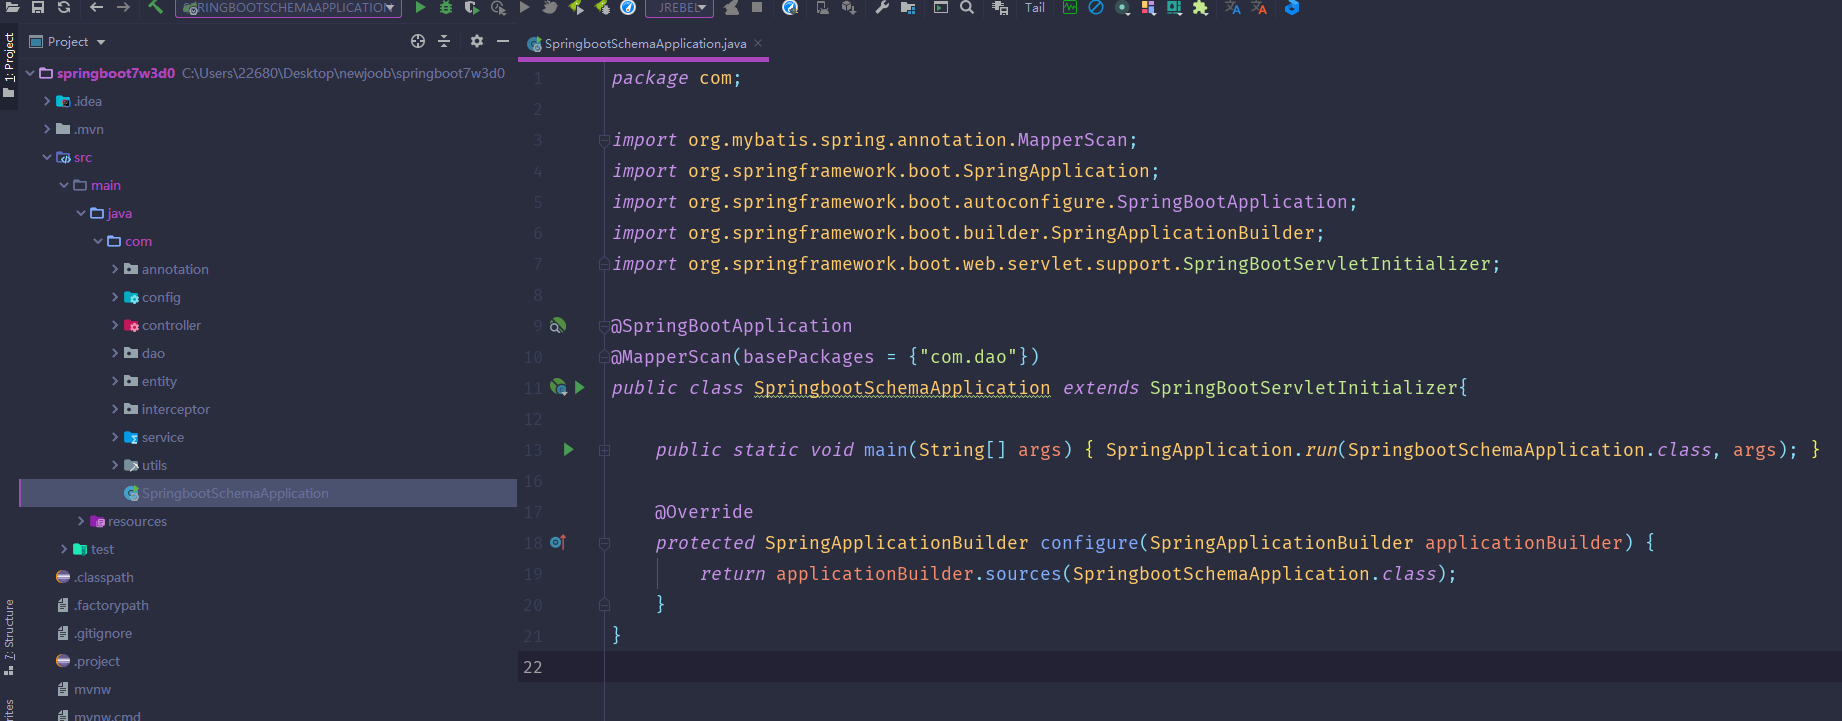 SPRINGBOOTSCHEMAAPPLICATION
JREBEL
Tail
1: Project
Project
springboot7w3d0 C:\Users\22680\Desktop\newjoob\springboot7w3d0
.idea
.mvn
src
main
java
com
annotation
config
controller
dao
entity
interceptor
service
utils
SpringbootSchemaApplication
resources
test
.classpath
.factorypath
.gitignore
.project
mvnw
mvnw.cmd
7: Structure
SpringbootSchemaApplication.java
1 package com;
2
3 import org.mybatis.spring.annotation.MapperScan;
4 import org.springframework.boot.SpringApplication;
5 import org.springframework.boot.autoconfigure.SpringBootApplication;
6 import org.springframework.boot.builder.SpringApplicationBuilder;
7 import org.springframework.boot.web.servlet.support.SpringBootServletInitializer;
8
9 @SpringBootApplication
10 @MapperScan(basePackages = {"com.dao"})
11 public class SpringbootSchemaApplication extends SpringBootServletInitializer{
12
13 public static void main(String[] args) { SpringApplication.run(SpringbootSchemaApplication.class, args); }
16
17 @Override
18 protected SpringApplicationBuilder configure(SpringApplicationBuilder applicationBuilder) {
19 return applicationBuilder.sources(SpringbootSchemaApplication.class);
20 }
21 }
22